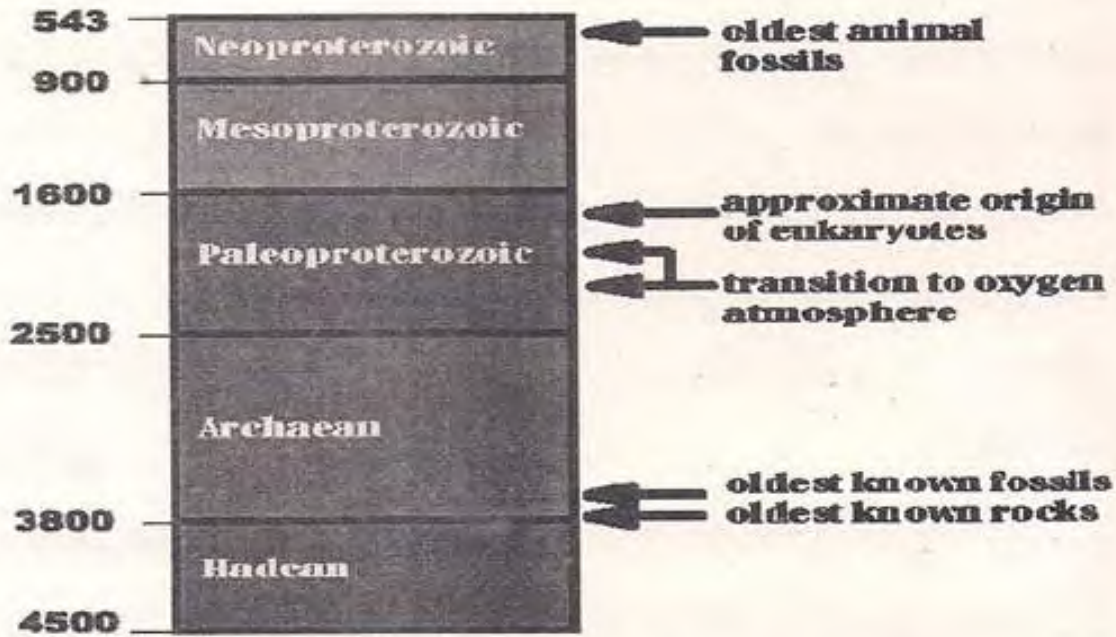 543
Neoproterozoic
oldest animal
fossils
900
Mesoproterozoic
1600
approximate origin
of eukaryotes
Paleoproterozoic
transition to oxygen
atmosphere
2500
Archaean
oldest known fossils
3800
oldest known rocks
Hadean
4500